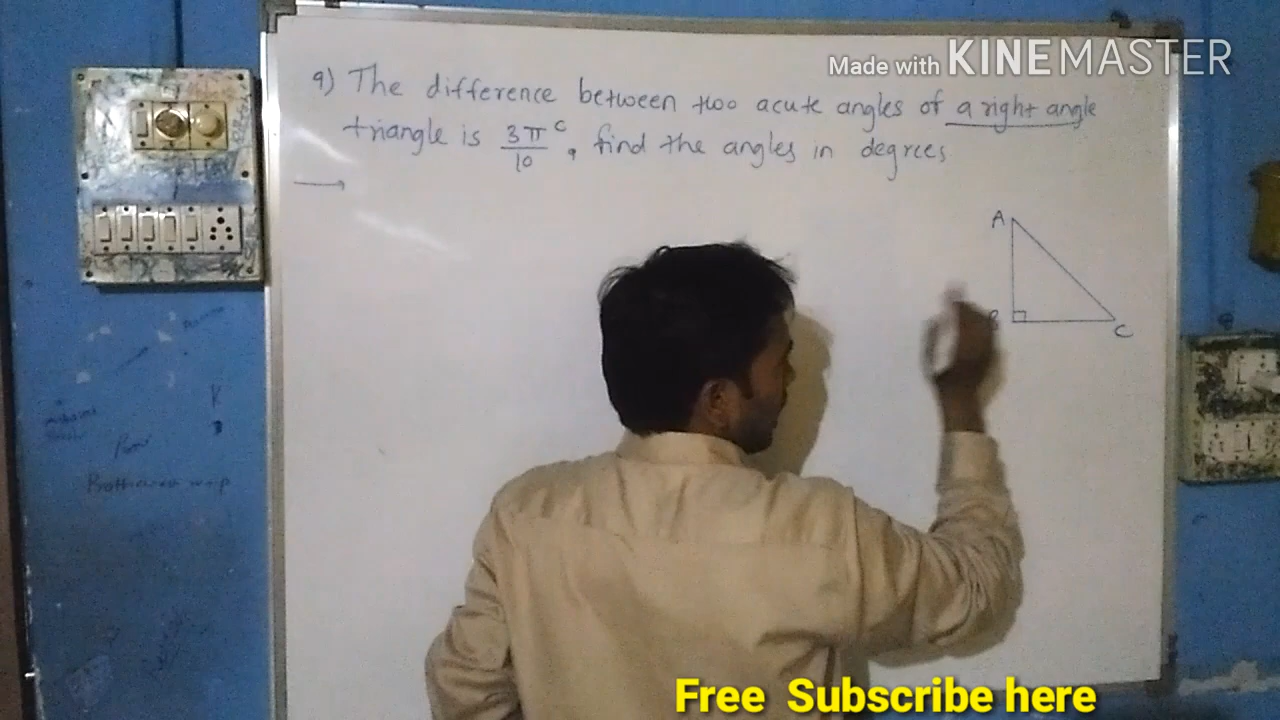 Made with KINEMASTER
9) The difference between two acute angles of a right angle
triangle is 3π/10 ᶜ, find the angles in degrees
A
B
C
Free Subscribe here